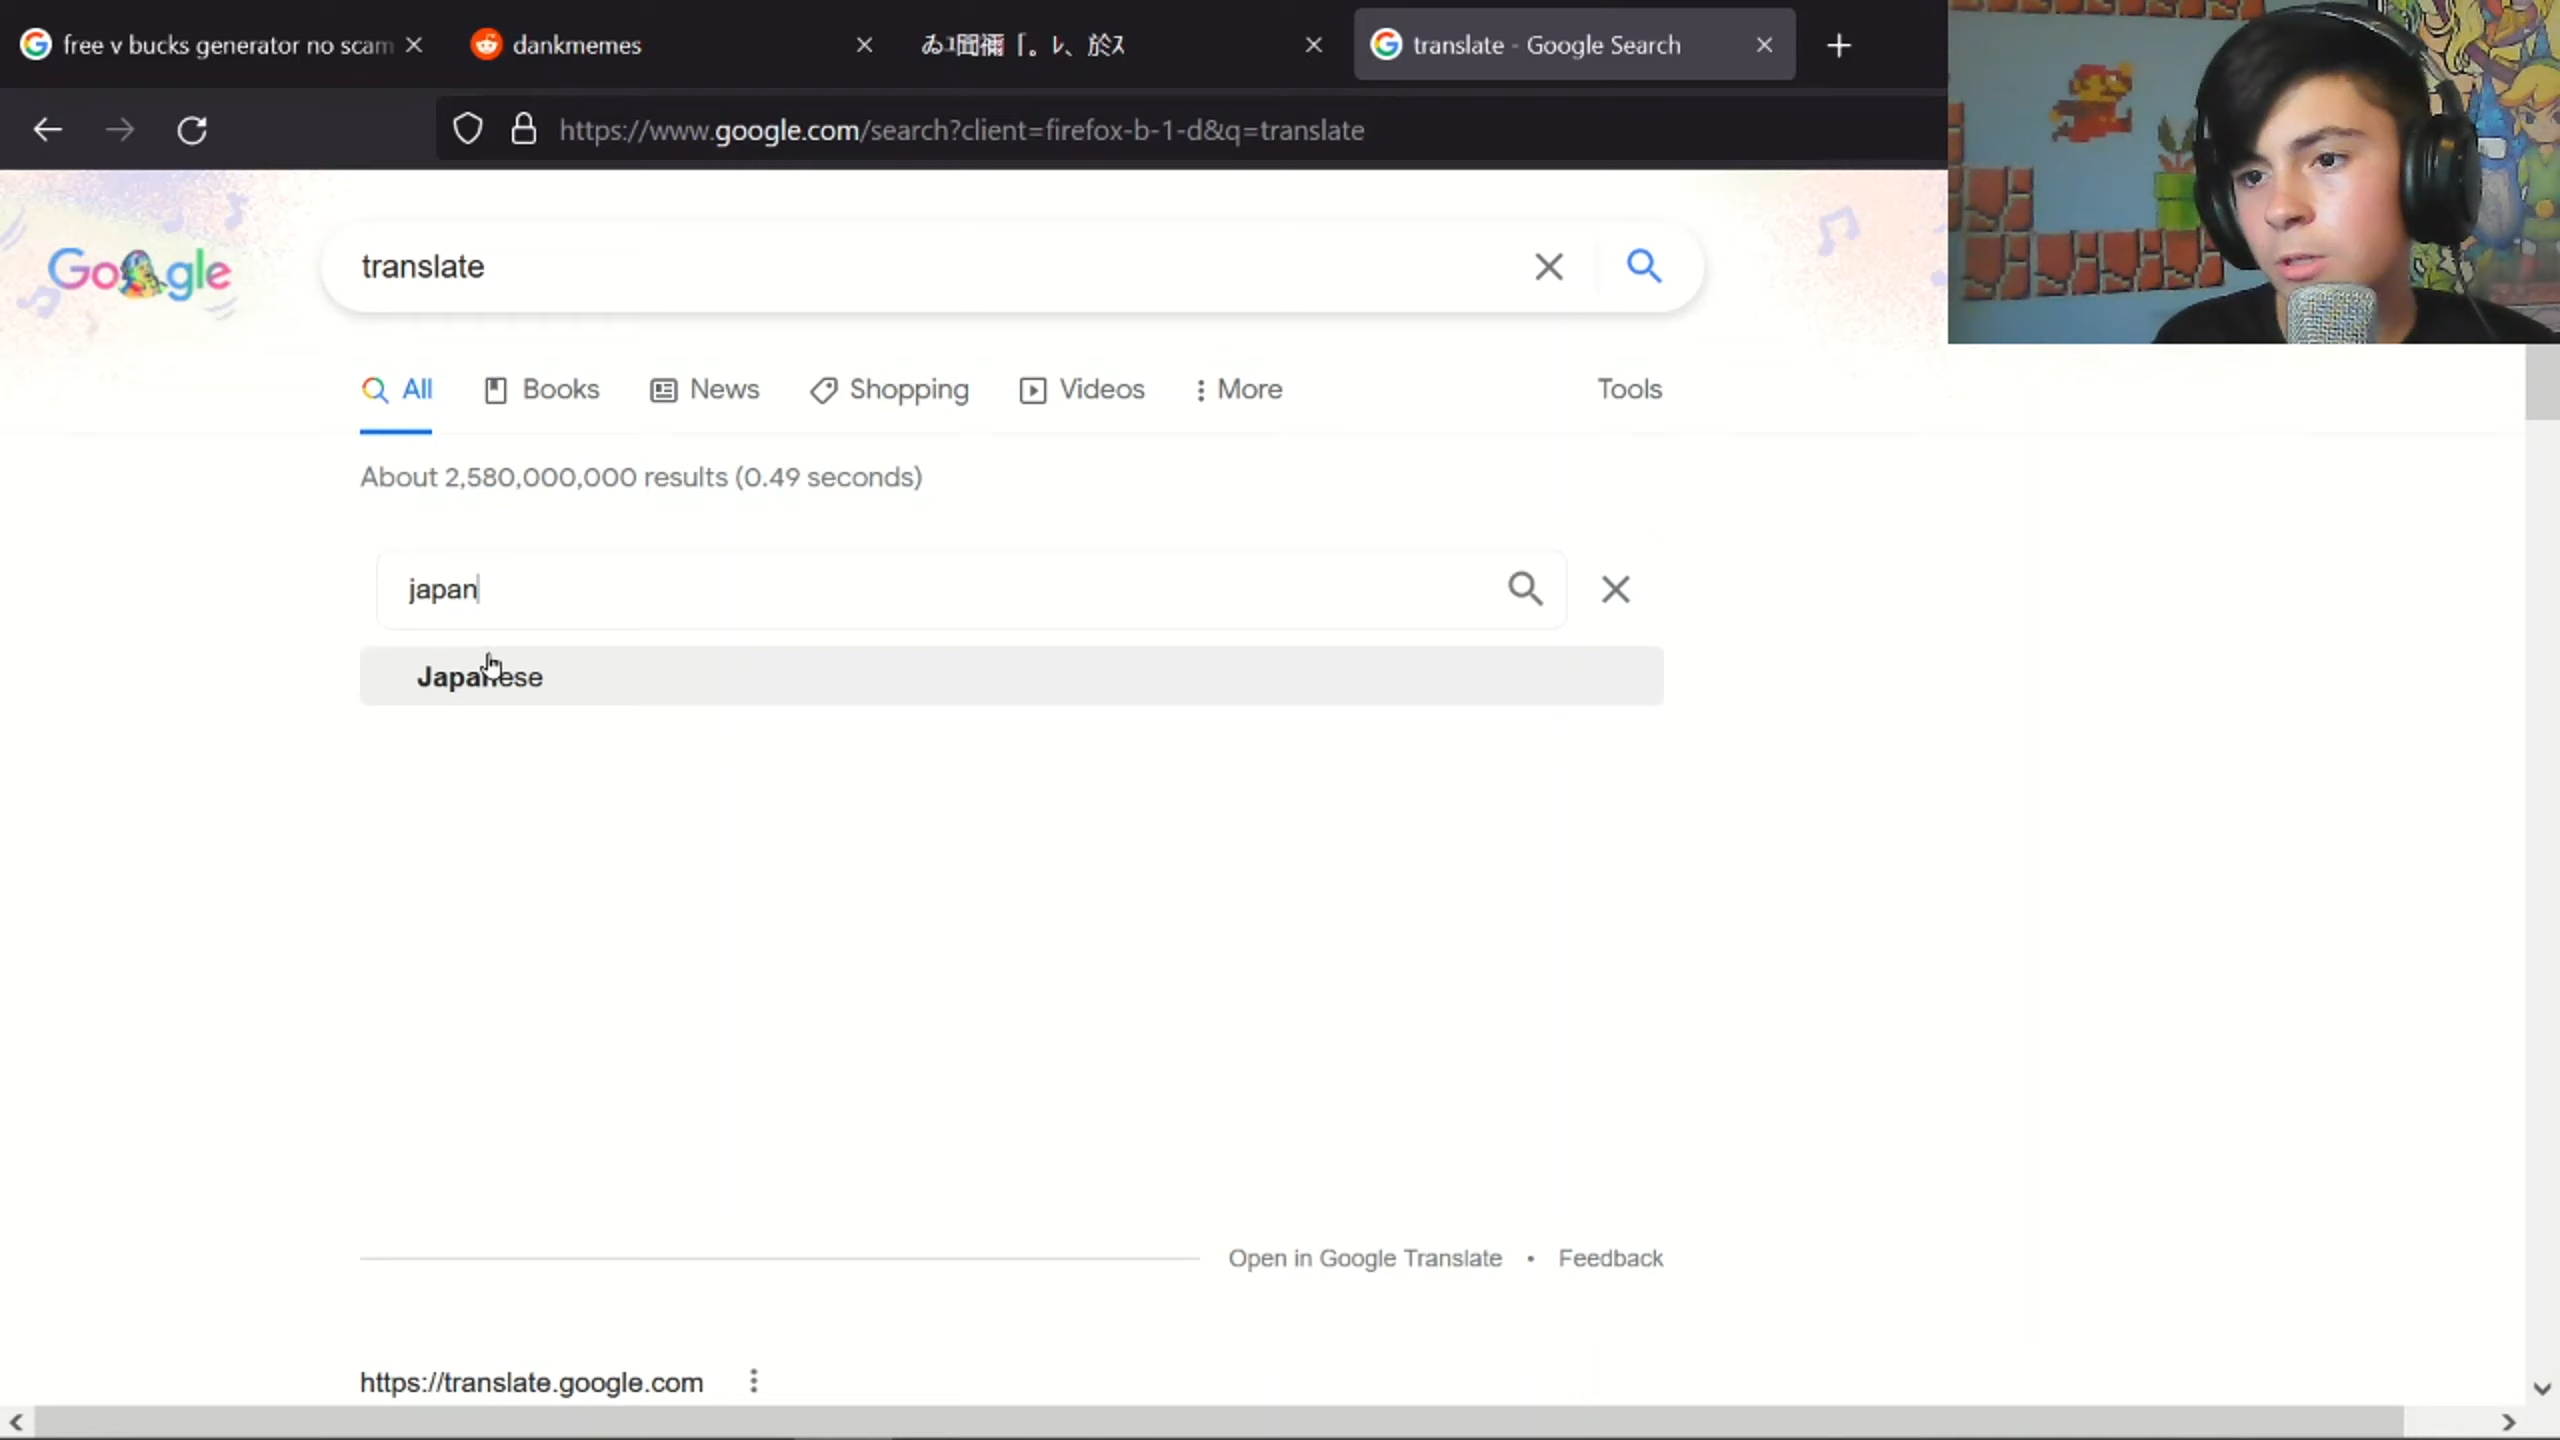 free v bucks generator no scam
dankmemes
translate - Google Search
https://www.google.com/search?client=firefox-b-1-d&q=translate
Google
translate
All
Books
News
Shopping
Videos
More
Tools
About 2,580,000,000 results (0.49 seconds)
japan
Japanese
Open in Google Translate • Feedback
https://translate.google.com